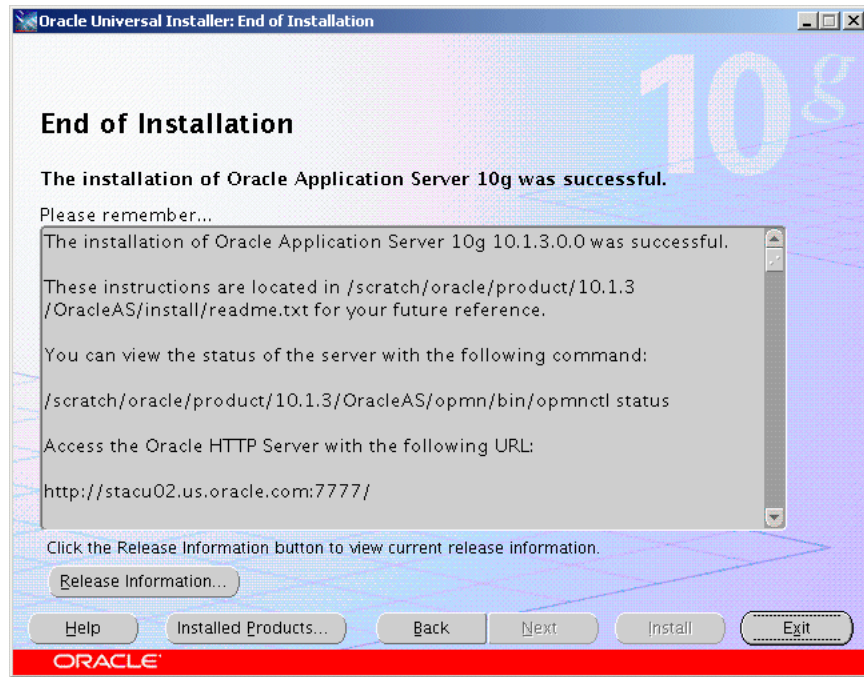 Oracle Universal Installer: End of Installation
10g
End of Installation
The installation of Oracle Application Server 10g was successful.
Please remember...
The installation of Oracle Application Server 10g 10.1.3.0.0 was successful.
These instructions are located in /scratch/oracle/product/10.1.3
/OracleAS/install/readme.txt for your future reference.
You can view the status of the server with the following command:
/scratch/oracle/product/10.1.3/OracleAS/opmn/bin/opmnctl status
Access the Oracle HTTP Server with the following URL:
http://stacu02.us.oracle.com:7777/
Click the Release Information button to view current release information.
Release Information...
Help Installed Products... Back Next Install Exit
ORACLE